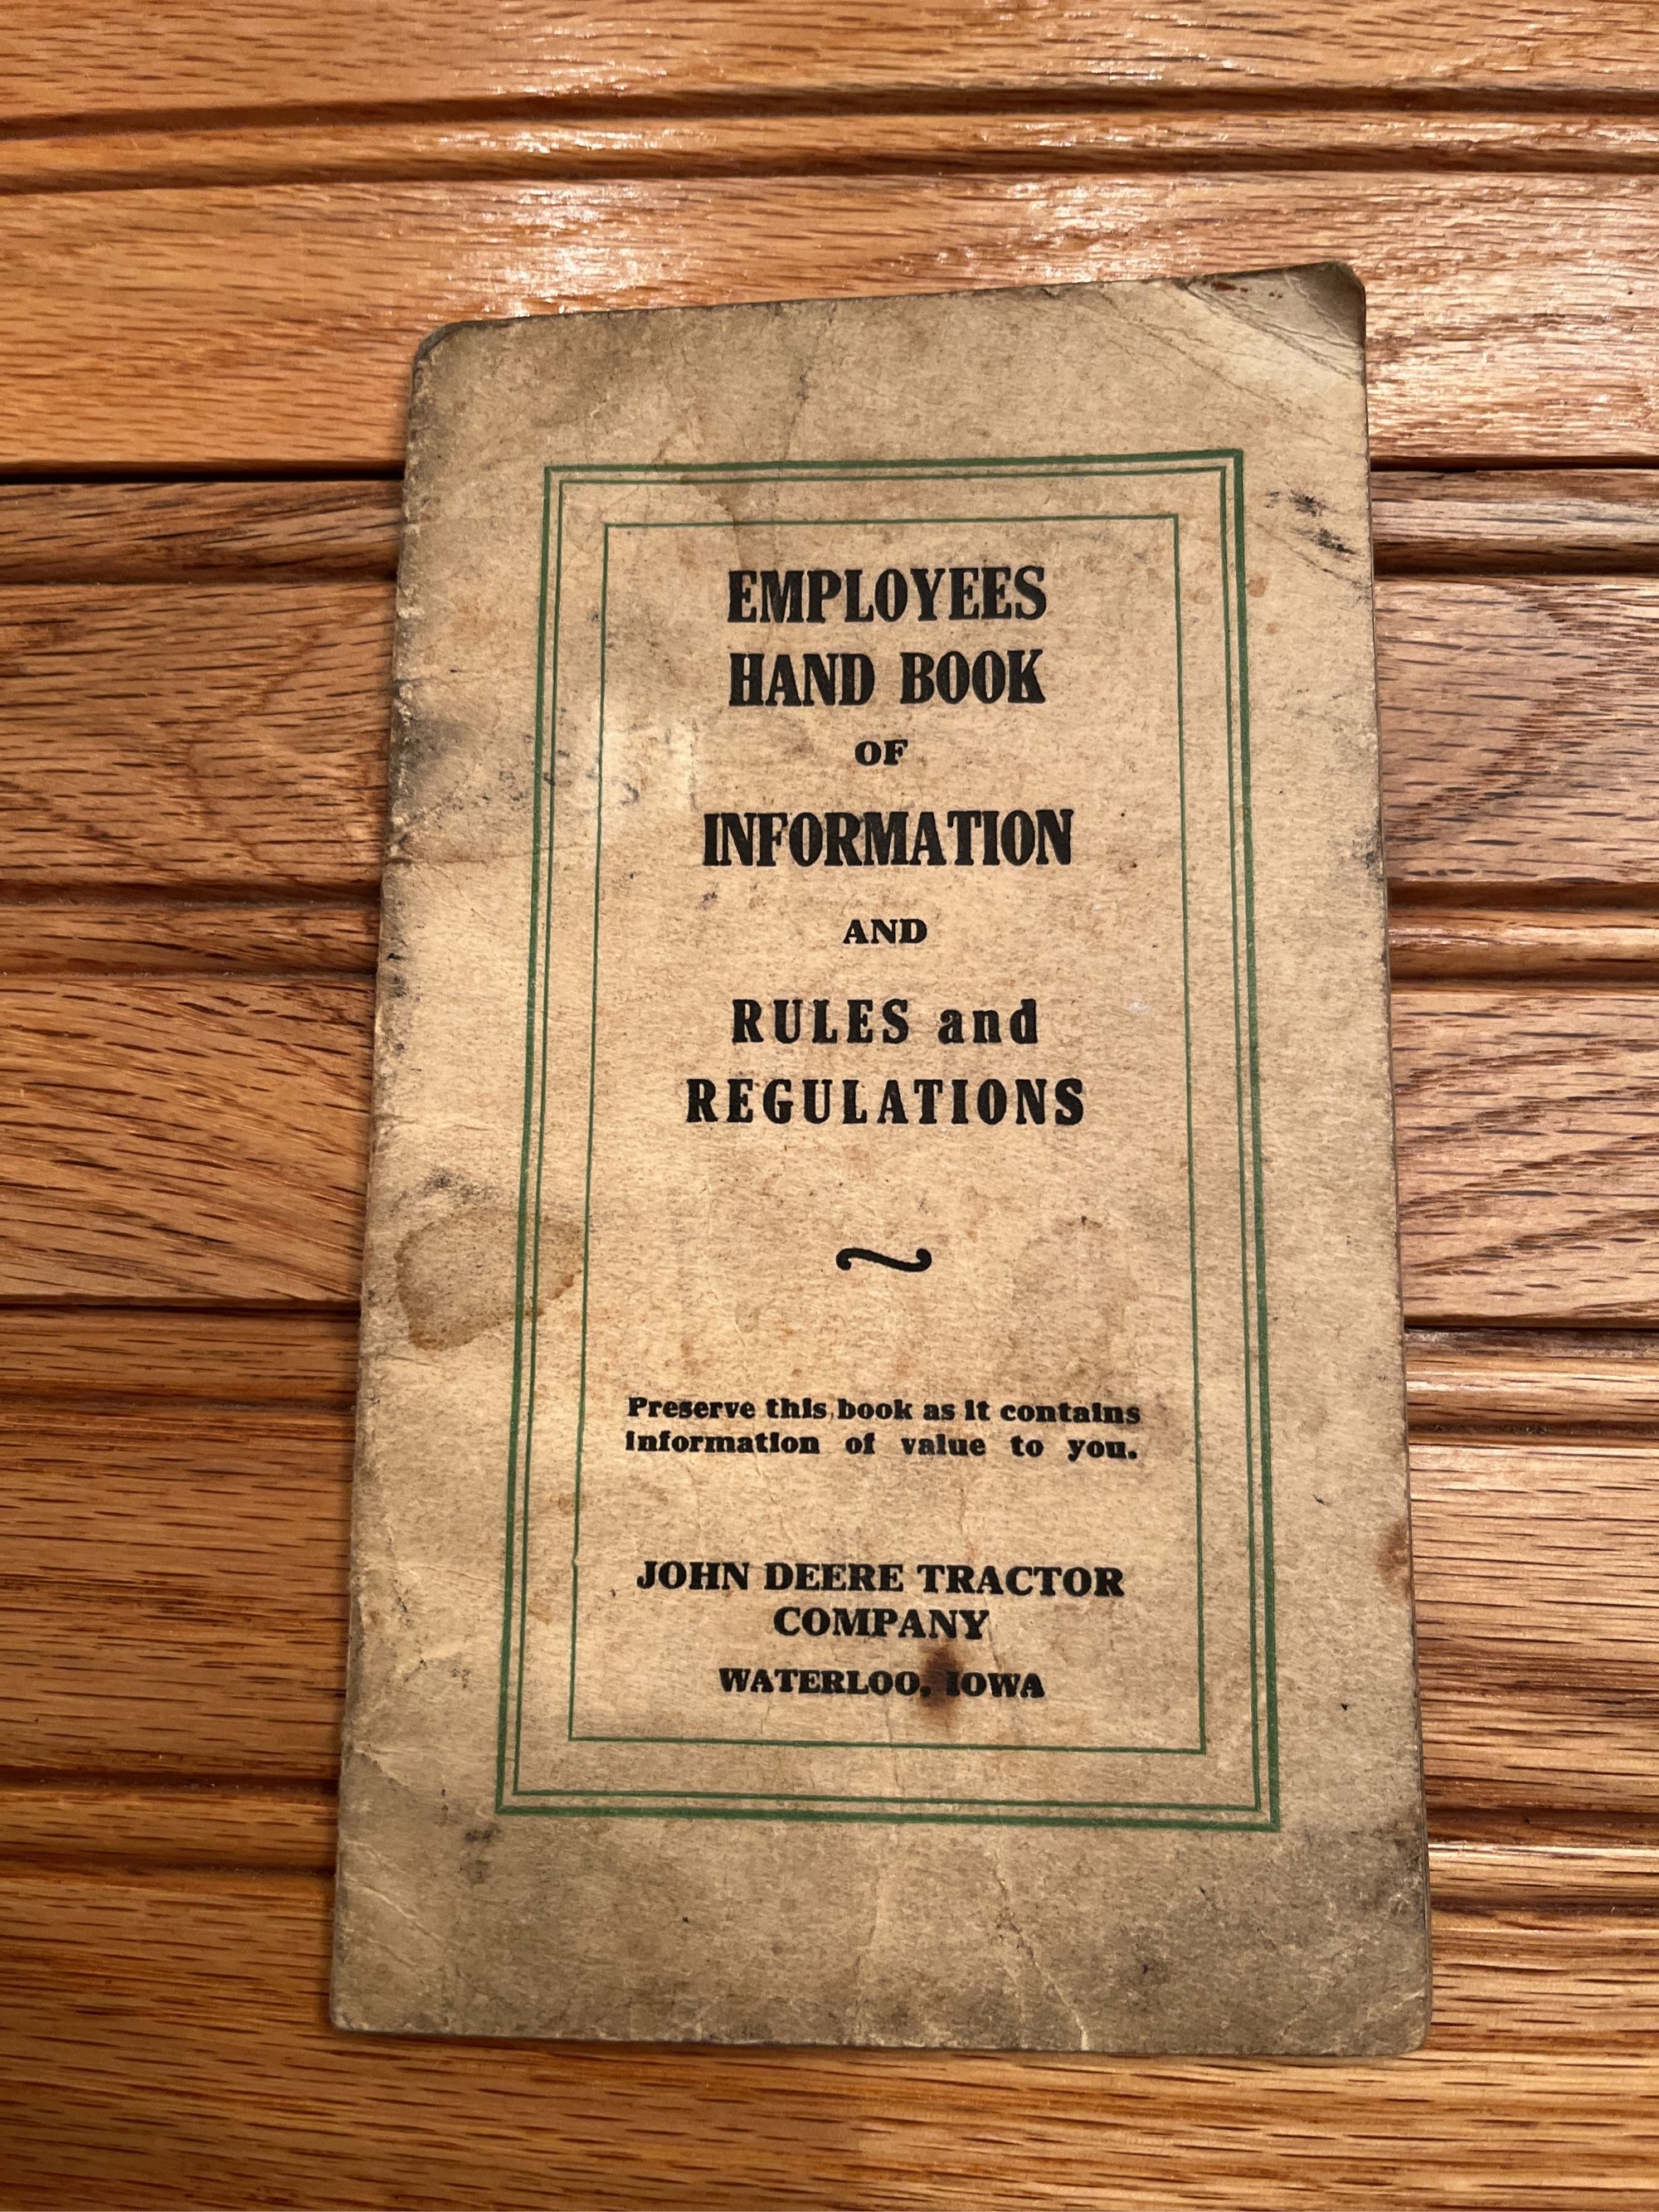 EMPLOYEES
HAND BOOK
OF
INFORMATION
AND
RULES and
REGULATIONS
Preserve this book as it contains
information of value to you.
JOHN DEERE TRACTOR
COMPANY
WATERLOO, IOWA